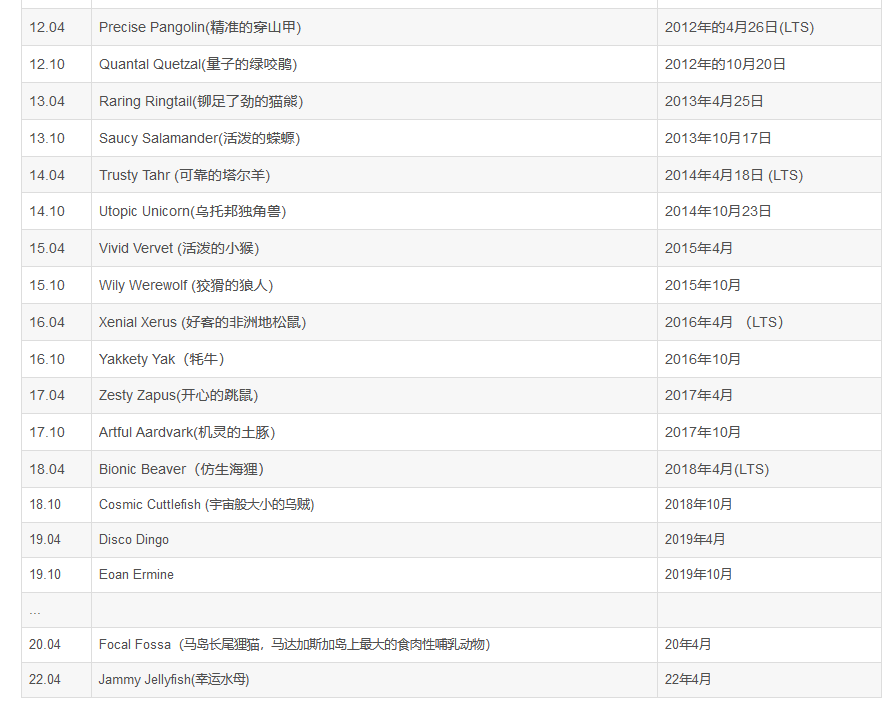 12.04 Precise Pangolin(精准的穿山甲) 2012年的4月26日(LTS)
12.10 Quantal Quetzal(量子的绿咬鹃) 2012年的10月20日
13.04 Raring Ringtail(铆足了劲的猫熊) 2013年4月25日
13.10 Saucy Salamander(活泼的蝾螈) 2013年10月17日
14.04 Trusty Tahr (可靠的塔尔羊) 2014年4月18日 (LTS)
14.10 Utopic Unicorn(乌托邦独角兽) 2014年10月23日
15.04 Vivid Vervet (活泼的小猴) 2015年4月
15.10 Wily Werewolf (狡猾的狼人) 2015年10月
16.04 Xenial Xerus (好客的非洲地松鼠) 2016年4月 （LTS）
16.10 Yakkety Yak（牦牛） 2016年10月
17.04 Zesty Zapus(开心的跳鼠) 2017年4月
17.10 Artful Aardvark(机灵的土豚) 2017年10月
18.04 Bionic Beaver（仿生海狸） 2018年4月(LTS)
18.10 Cosmic Cuttlefish (宇宙般大小的乌贼) 2018年10月
19.04 Disco Dingo 2019年4月
19.10 Eoan Ermine 2019年10月
...
20.04 Focal Fossa（马岛长尾狸猫，马达加斯加岛上最大的食肉性哺乳动物） 20年4月
22.04 Jammy Jellyfish(幸运水母) 22年4月